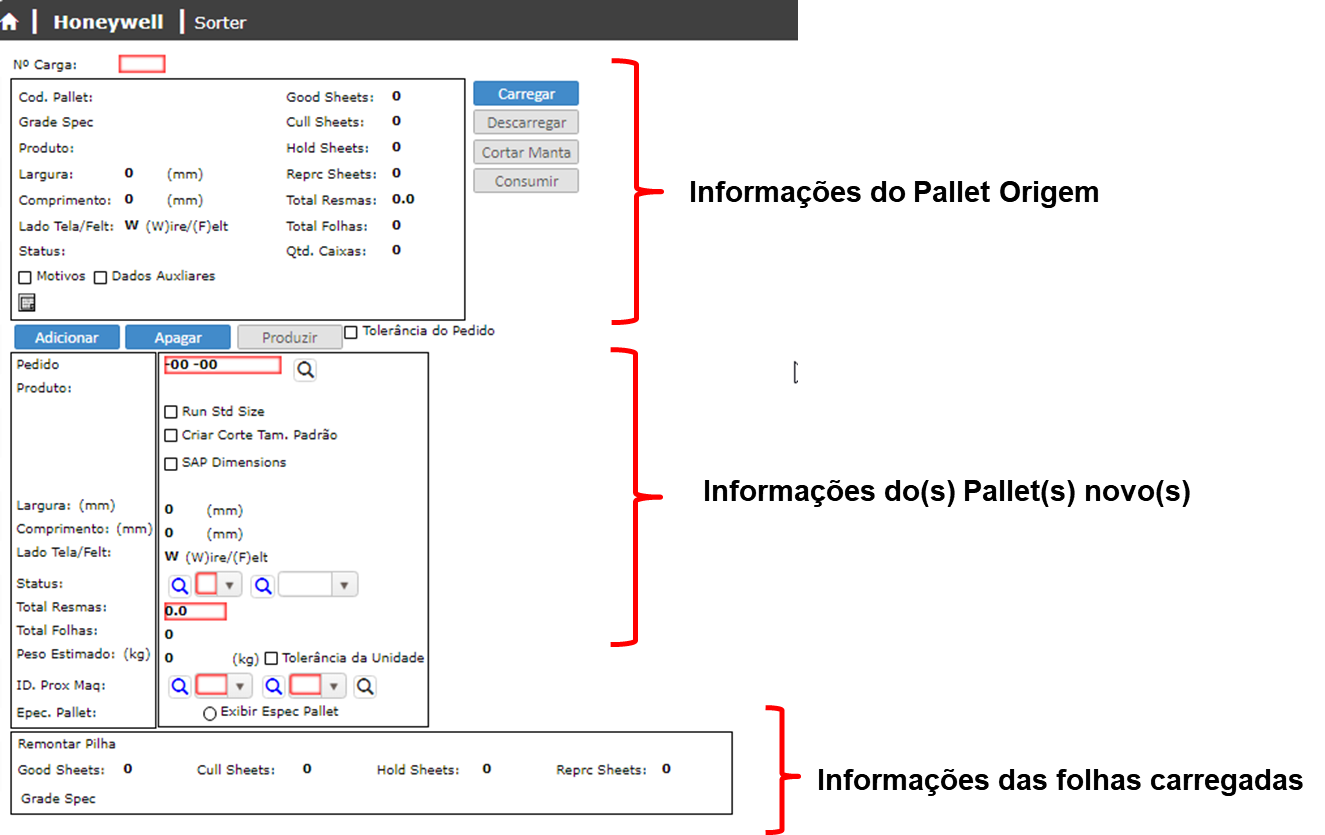 Honeywell | Sorter
Nº Carga:
Cod. Pallet: Good Sheets: 0
Grade Spec Cull Sheets: 0
Produto: Hold Sheets: 0
Largura: 0 (mm) Reprc Sheets: 0
Comprimento: 0 (mm) Total Resmas: 0.0
Lado Tela/Felt: W (W)ire/(F)elt Total Folhas: 0
Status: Qtd. Caixas: 0
Motivos Dados Auxliares
Carregar
Descarregar
Cortar Manta
Consumir
Informações do Pallet Origem
Adicionar Apagar Produzir Tolerância do Pedido
Pedido -00 -00
Produto:
Run Std Size
Criar Corte Tam. Padrão
SAP Dimensions
Largura: (mm) 0 (mm)
Comprimento: (mm) 0 (mm)
Lado Tela/Felt: W (W)ire/(F)elt
Status:
Total Resmas: 0.0
Total Folhas: 0
Peso Estimado: (kg) 0 (kg) Tolerância da Unidade
ID. Prox Maq:
Epec. Pallet: Exibir Espec Pallet
Informações do(s) Pallet(s) novo(s)
Remontar Pilha
Good Sheets: 0 Cull Sheets: 0 Hold Sheets: 0 Reprc Sheets: 0
Grade Spec
Informações das folhas carregadas